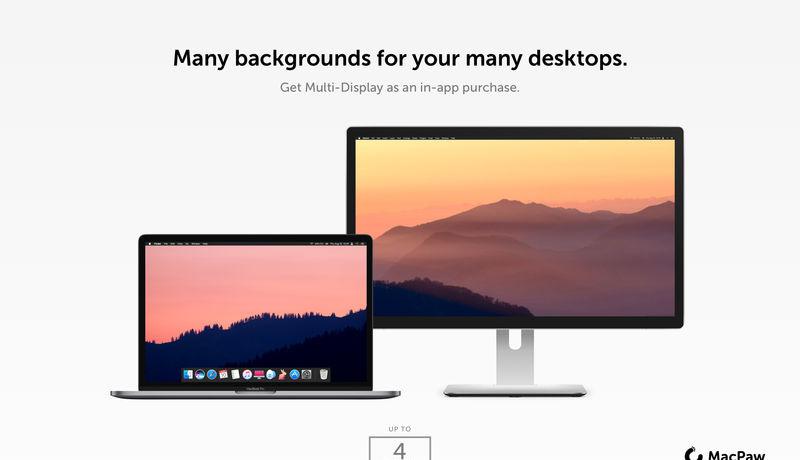 Many backgrounds for your many desktops.
Get Multi-Display as an in-app purchase.
MacBook Pro
UP TO
4
MacPaw